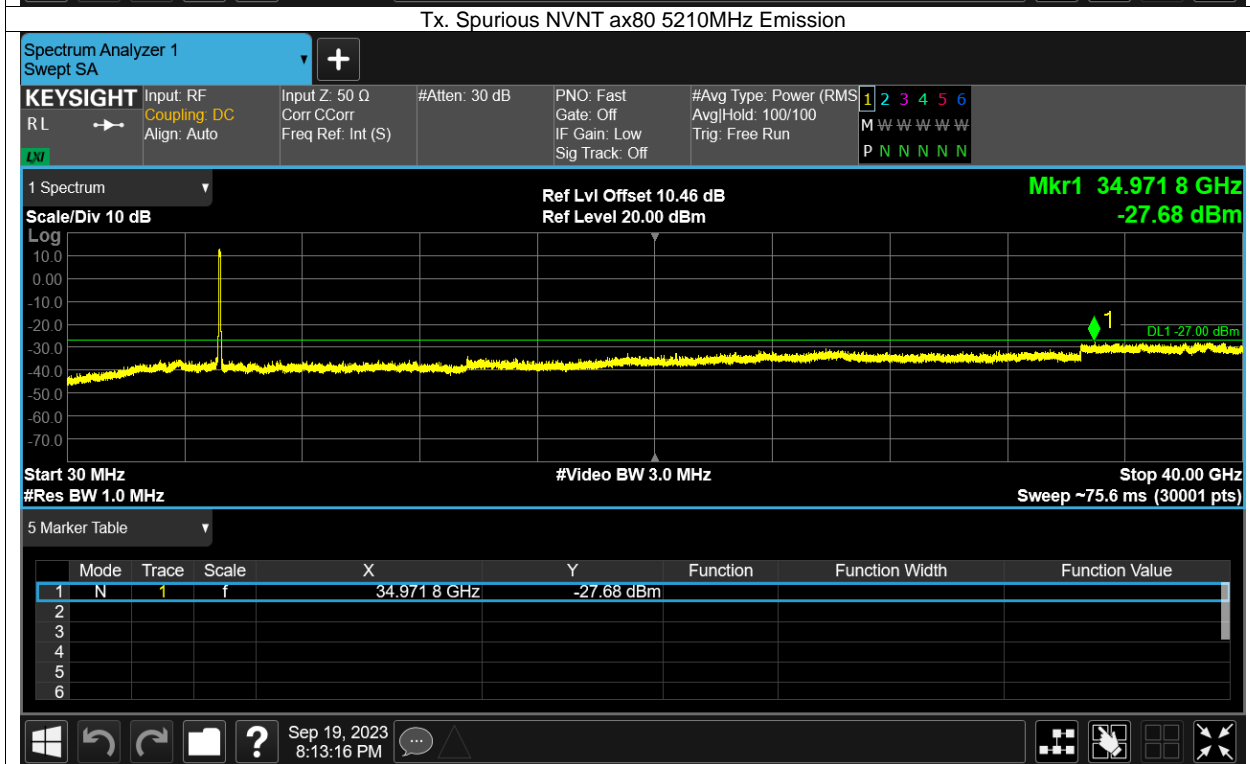 Tx. Spurious NVNT ax80 5210MHz Emission
Spectrum Analyzer 1
Swept SA
+
KEYSIGHT Input: RF Input Z: 50 Ω #Atten: 30 dB PNO: Fast #Avg Type: Power (RMS 1 2 3 4 5 6
RL Coupling: DC Corr CCorr Gate: Off Avg|Hold: 100/100 M W W W W W
Align: Auto Freq Ref: Int (S) IF Gain: Low Trig: Free Run
LXI Sig Track: Off P N N N N N
1 Spectrum Ref Lvl Offset 10.46 dB Mkr1 34.971 8 GHz
Scale/Div 10 dB Ref Level 20.00 dBm -27.68 dBm
Log
10.0
0.00
-10.0
-20.0
1
DL1 -27.00 dBm
-30.0
-40.0
-50.0
-60.0
-70.0
Start 30 MHz #Video BW 3.0 MHz Stop 40.00 GHz
#Res BW 1.0 MHz Sweep ~75.6 ms (30001 pts)
5 Marker Table
Mode Trace Scale X Y Function Function Width Function Value
1 N 1 f 34.971 8 GHz -27.68 dBm
2
3
4
5
6
? Sep 19, 2023
8:13:16 PM